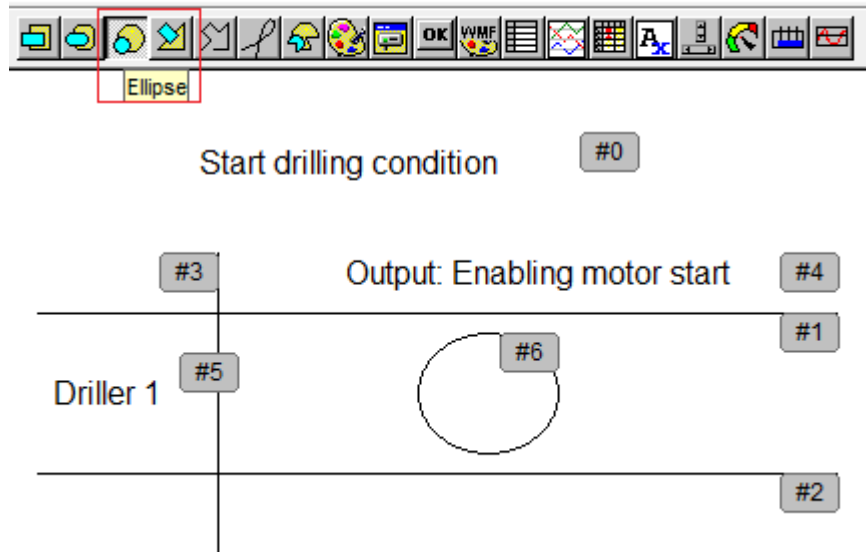 OK WMF Ax
Ellipse
Start drilling condition #0
#3 Output: Enabling motor start #4
#1
#6
Driller 1 #5
#2